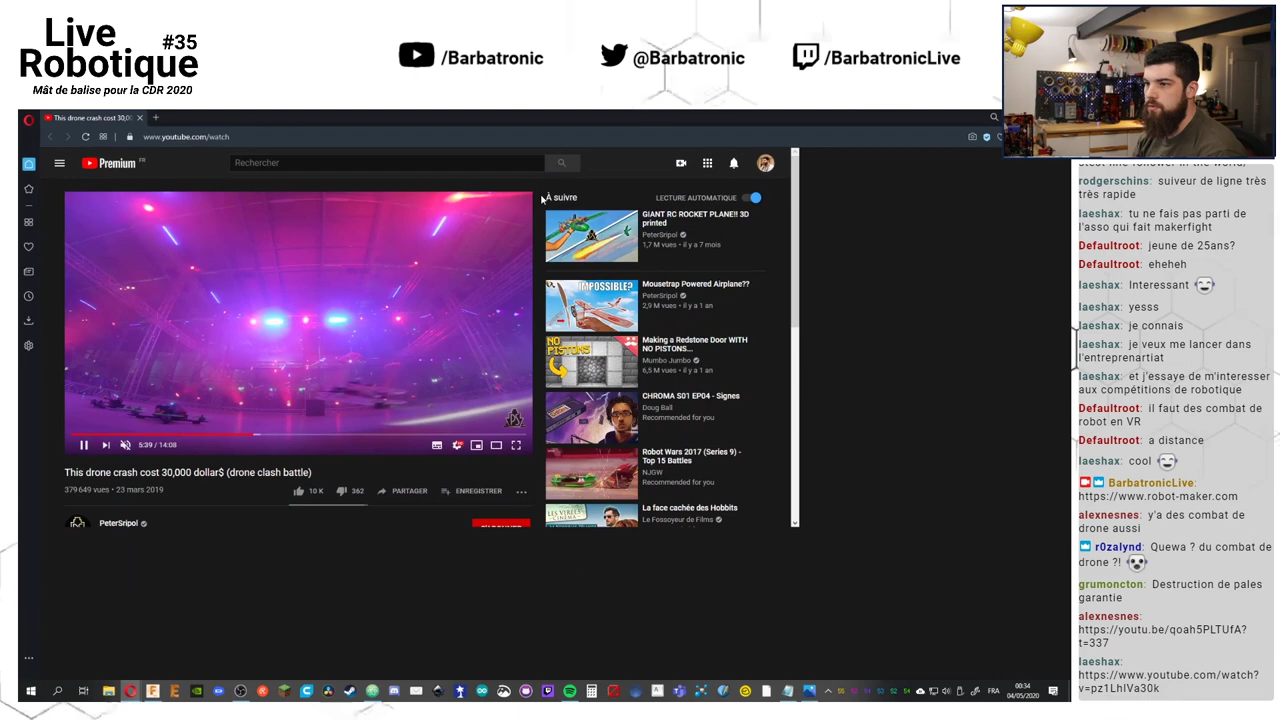 Live
Robotique #35
Mât de balise pour la CDR 2020
/Barbatronic
@Barbatronic
/BarbatronicLive
This drone crash cost 30,00
www.youtube.com/watch
Premium FR
Rechercher
À suivre
LECTURE AUTOMATIQUE
GIANT RC ROCKET PLANE!! 3D
printed
PeterSripol
1,7 M vues • il y a 7 mois
IMPOSSIBLE?
Mousetrap Powered Airplane??
PeterSripol
2,9 M vues • il y a 1 an
NO
PISTONS
Making a Redstone Door WITH
NO PISTONS...
Mumbo Jumbo
6,5 M vues • il y a 1 an
CHROMA S01 EP04 - Signes
Doug Ball
Recommended for you
Robot Wars 2017 (Series 9) -
Top 15 Battles
NJGW
Recommended for you
LES VIRÉES
CINÉMA
La face cachée des Hobbits
Le Fossoyeur de Films
5:39 / 14:08
This drone crash cost 30,000 dollar$ (drone clash battle)
379 649 vues • 23 mars 2019
10 K
362
PARTAGER
ENREGISTRER
PeterSripol
rodgerschins: suiveur de ligne très
très rapide
laeshax: tu ne fais pas parti de
l'asso qui fait makerfight
Defaultroot: jeune de 25ans?
Defaultroot: eheheh
laeshax: Interessant
laeshax: yesss
laeshax: je connais
laeshax: je veux me lancer dans
l'entreprenartiat
laeshax: et j'essaye de m'interesser
aux compétitions de robotique
Defaultroot: il faut des combat de
robot en VR
Defaultroot: a distance
laeshax: cool
BarbatronicLive:
https://www.robot-maker.com
alexnesnes: y'a des combat de
drone aussi
r0zalynd: Quewa ? du combat de
drone ?!
grumoncton: Destruction de pales
garantie
alexnesnes:
https://youtu.be/qoah5PLTUfA?
t=337
laeshax:
https://www.youtube.com/watch?
v=pz1LhIVa30k
FRA
00:34
04/05/2020